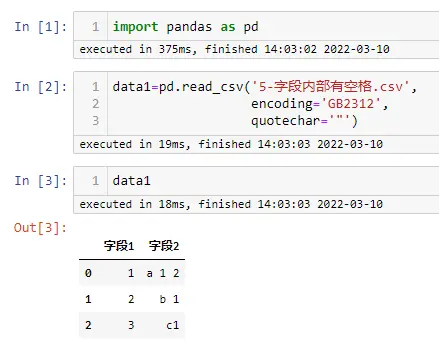 In [1]:
1 import pandas as pd
executed in 375ms, finished 14:03:02 2022-03-10
In [2]:
1 data1=pd.read_csv('5-字段内部有空格.csv',
2 encoding='GB2312',
3 quotechar='"')
executed in 19ms, finished 14:03:03 2022-03-10
In [3]:
1 data1
executed in 18ms, finished 14:03:03 2022-03-10
Out[3]:
字段1 字段2
0 1 a 1 2
1 2 b 1
2 3 c1